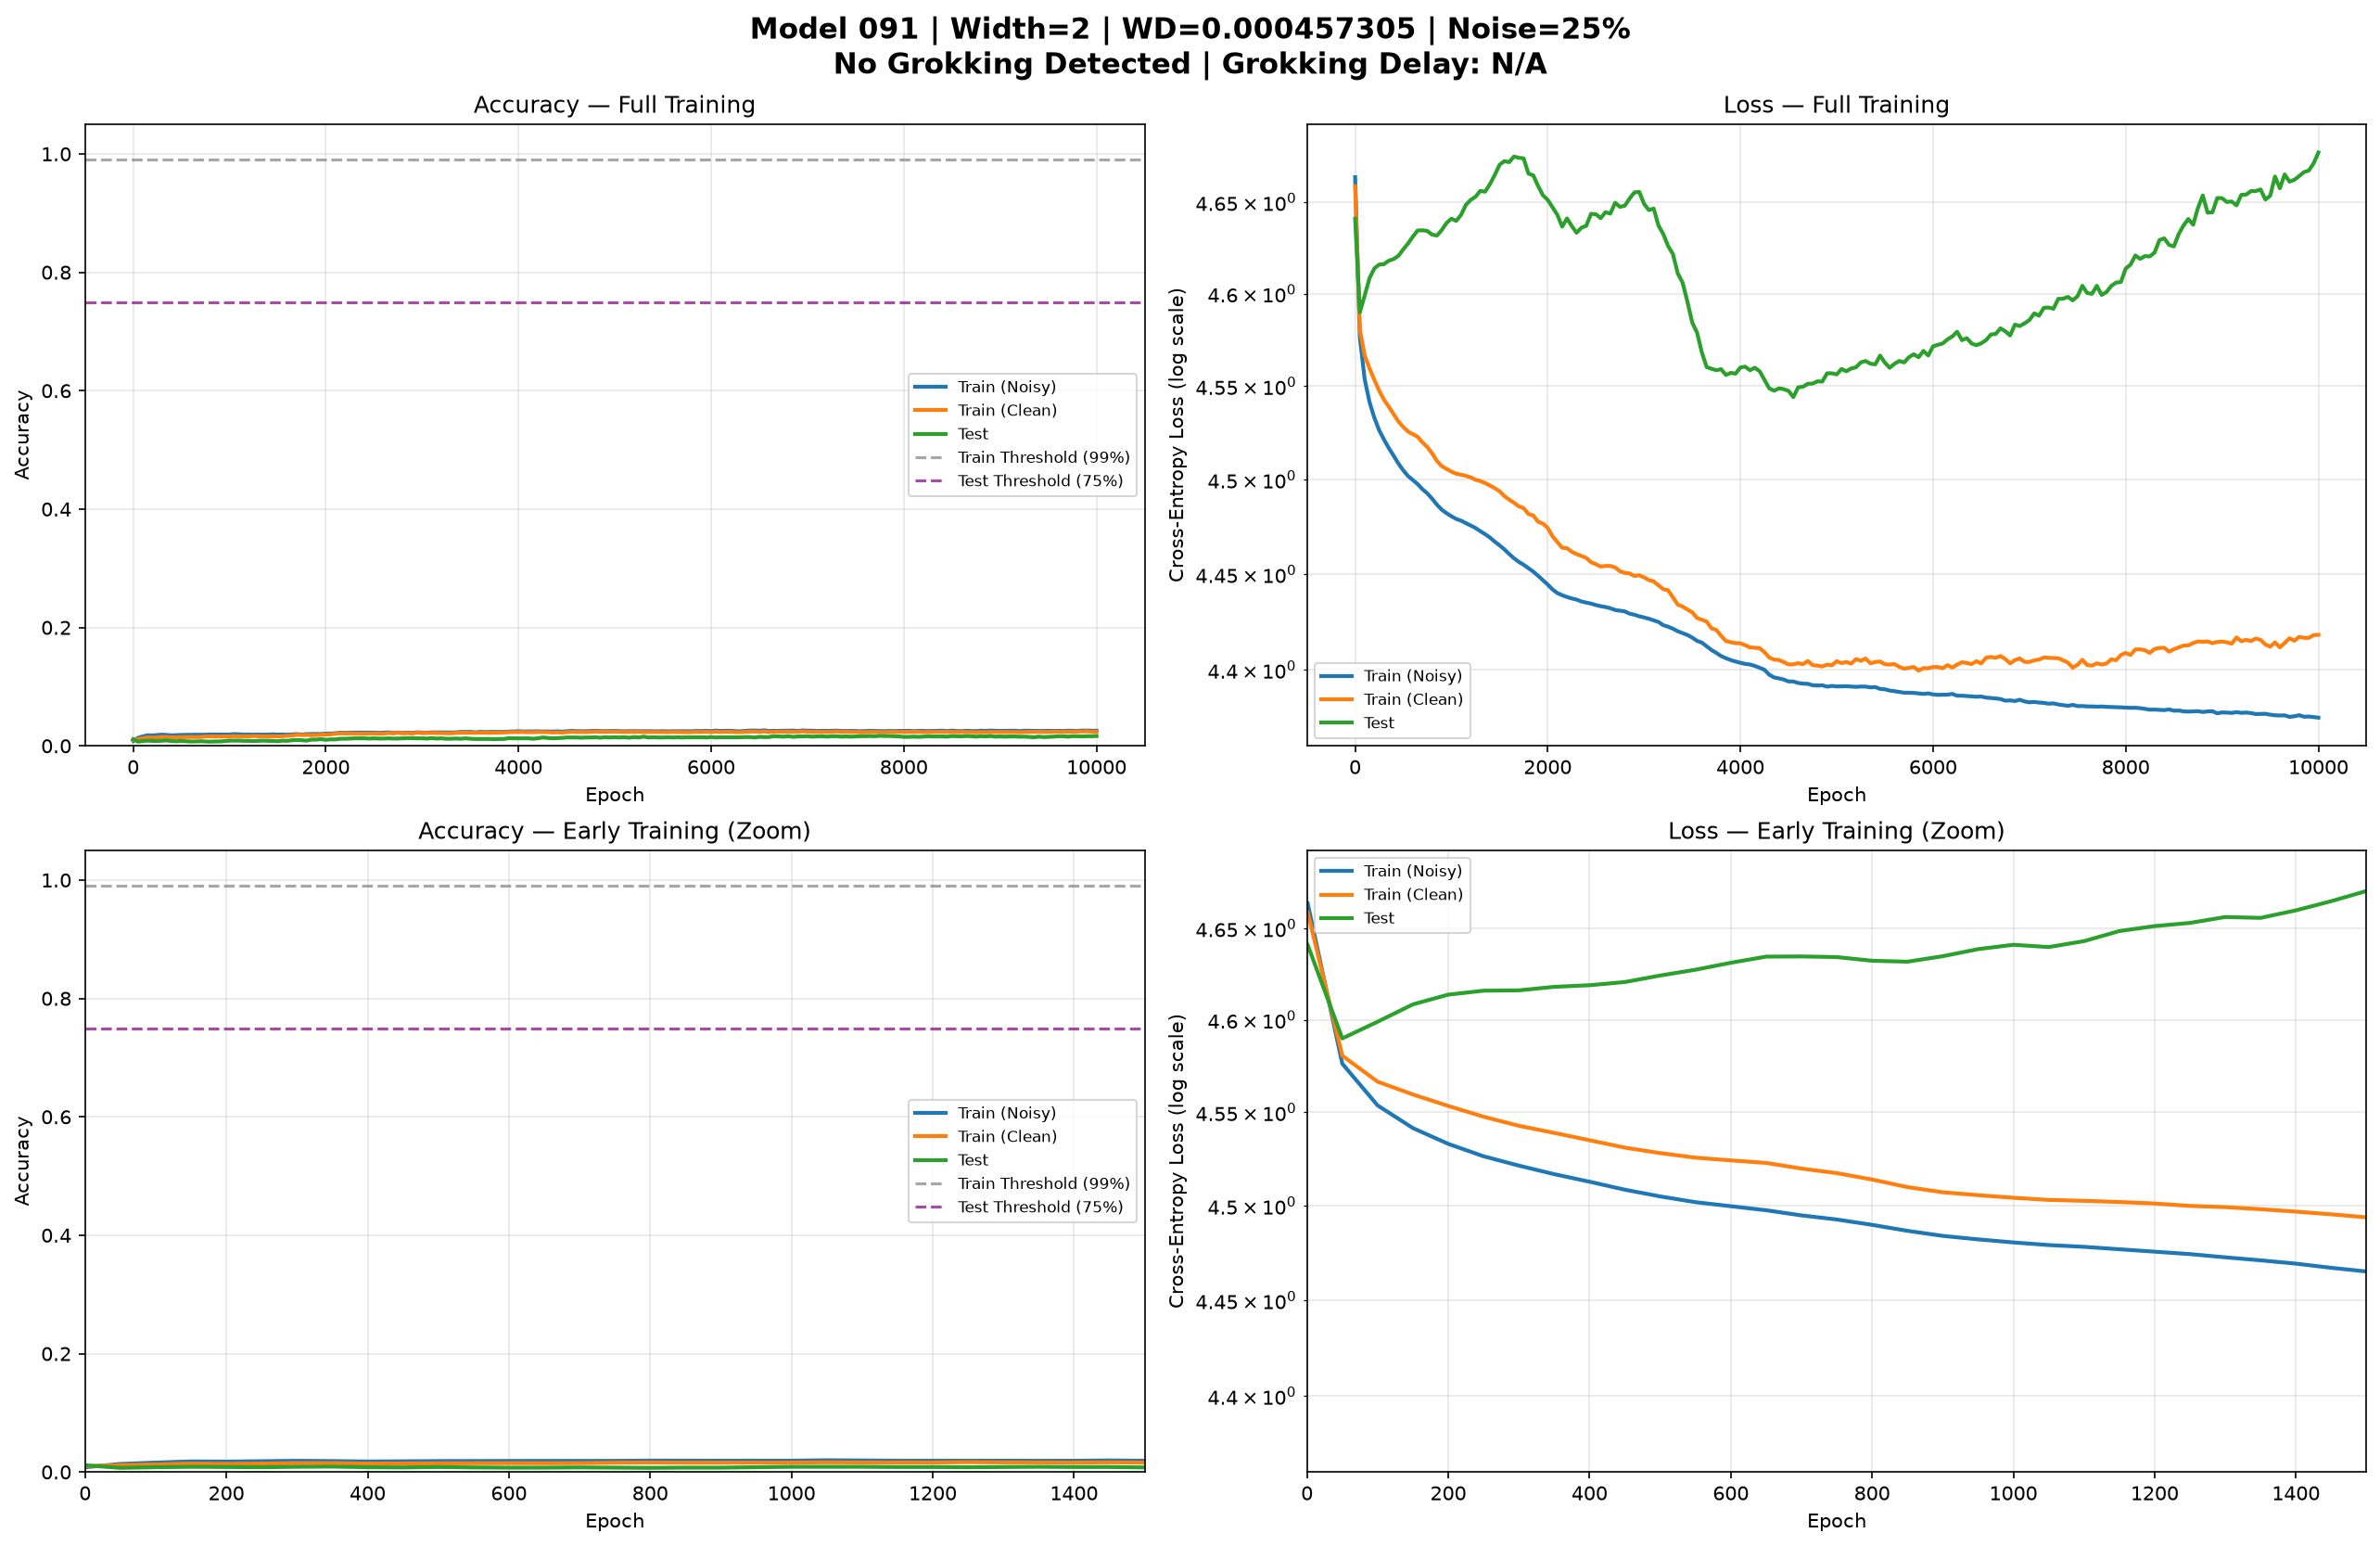 Model 091 | Width=2 | WD=0.000457305 | Noise=25%
No Grokking Detected | Grokking Delay: N/A
Accuracy — Full Training
1.0
0.8
0.6
0.4
0.2
0.0
Accuracy
0 2000 4000 6000 8000 10000
Epoch
Train (Noisy)
Train (Clean)
Test
Train Threshold (99%)
Test Threshold (75%)
Loss — Full Training
4.65 × 10⁰
4.6 × 10⁰
4.55 × 10⁰
4.5 × 10⁰
4.45 × 10⁰
4.4 × 10⁰
Cross-Entropy Loss (log scale)
0 2000 4000 6000 8000 10000
Epoch
Train (Noisy)
Train (Clean)
Test
Accuracy — Early Training (Zoom)
1.0
0.8
0.6
0.4
0.2
0.0
Accuracy
0 200 400 600 800 1000 1200 1400
Epoch
Train (Noisy)
Train (Clean)
Test
Train Threshold (99%)
Test Threshold (75%)
Loss — Early Training (Zoom)
4.65 × 10⁰
4.6 × 10⁰
4.55 × 10⁰
4.5 × 10⁰
4.45 × 10⁰
4.4 × 10⁰
Cross-Entropy Loss (log scale)
0 200 400 600 800 1000 1200 1400
Epoch
Train (Noisy)
Train (Clean)
Test